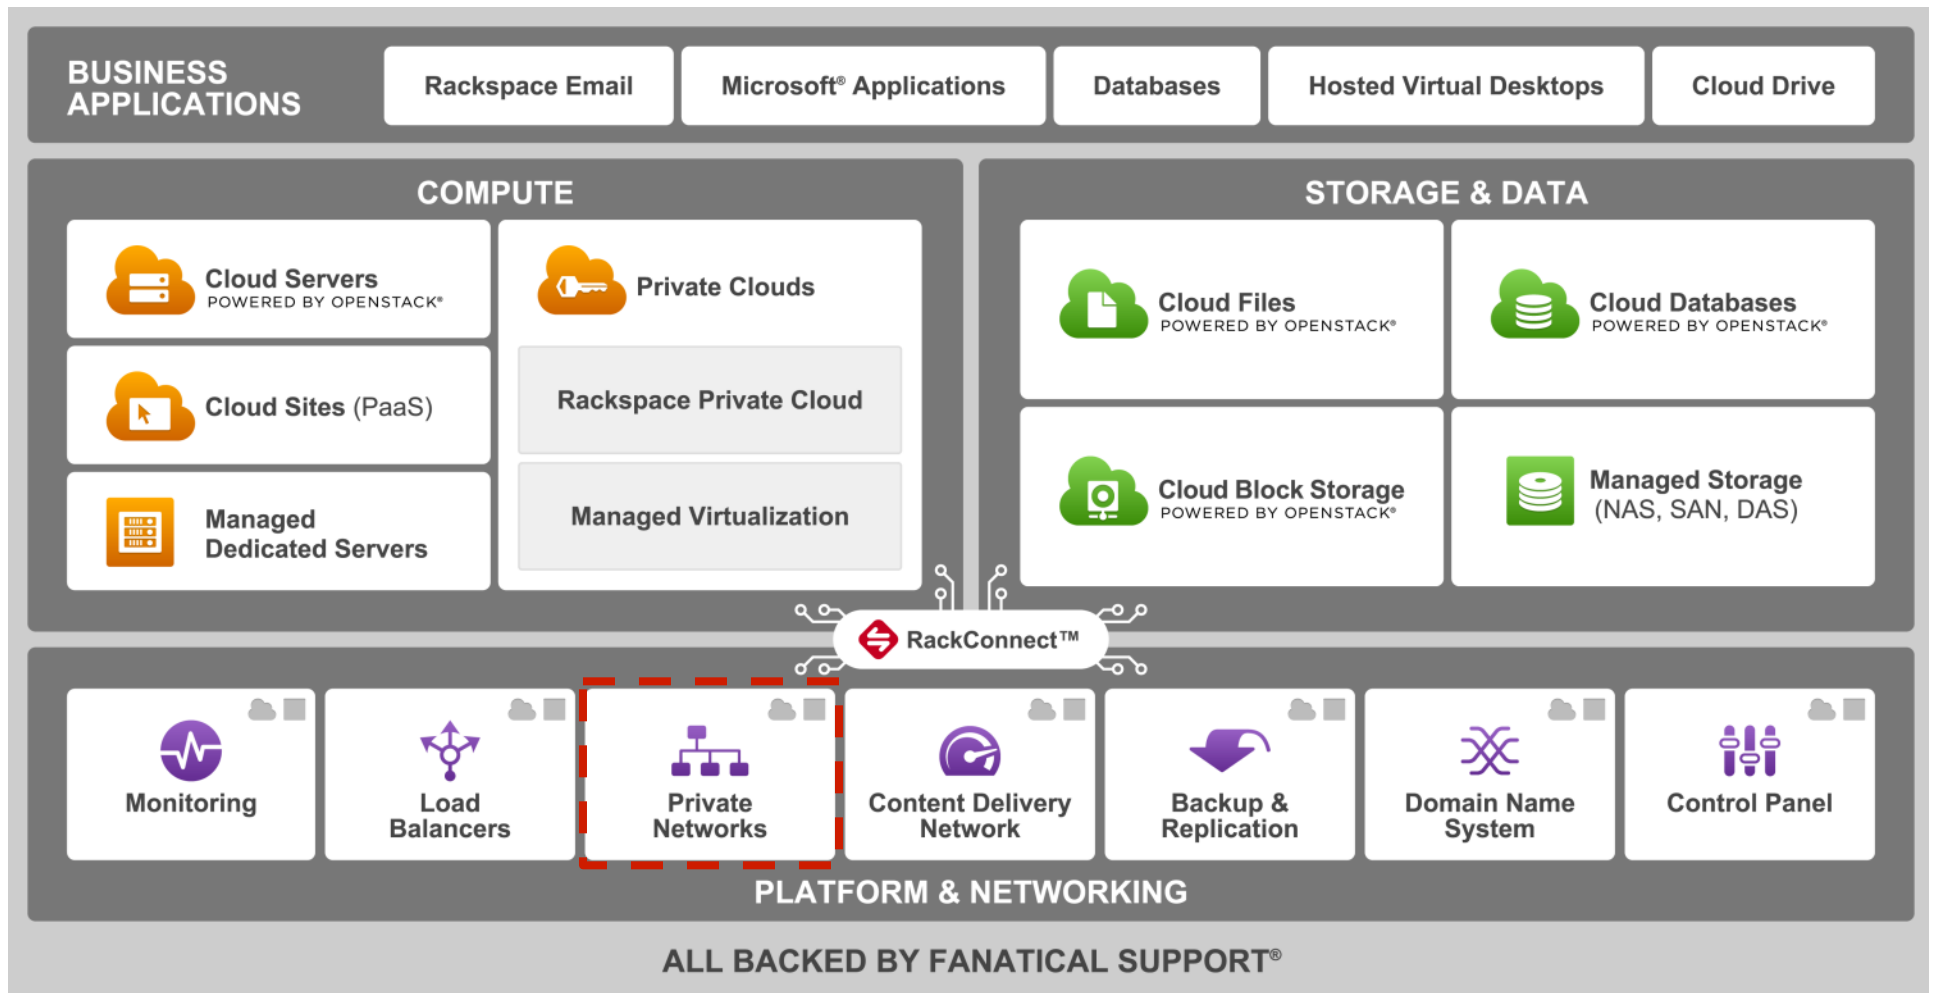 BUSINESS
APPLICATIONS
Rackspace Email
Microsoft® Applications
Databases
Hosted Virtual Desktops
Cloud Drive
COMPUTE
Cloud Servers
POWERED BY OPENSTACK®
Cloud Sites (PaaS)
Managed
Dedicated Servers
Private Clouds
Rackspace Private Cloud
Managed Virtualization
STORAGE & DATA
Cloud Files
POWERED BY OPENSTACK®
Cloud Databases
POWERED BY OPENSTACK®
Cloud Block Storage
POWERED BY OPENSTACK®
Managed Storage
(NAS, SAN, DAS)
RackConnect™
Monitoring
Load
Balancers
Private
Networks
Content Delivery
Network
Backup &
Replication
Domain Name
System
Control Panel
PLATFORM & NETWORKING
ALL BACKED BY FANATICAL SUPPORT®